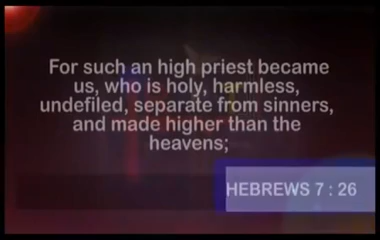 For such an high priest became
us, who is holy, harmless,
undefiled, separate from sinners,
and made higher than the
heavens;
HEBREWS 7 : 26